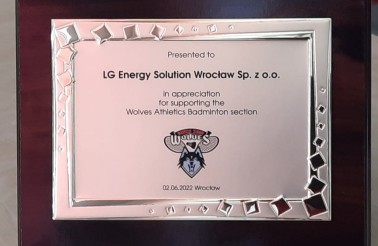 Presented to
LG Energy Solution Wrocław Sp. z o.o.
in appreciation
for supporting the
Wolves Athletics Badminton section
WOLVES
02.06.2022 Wrocław